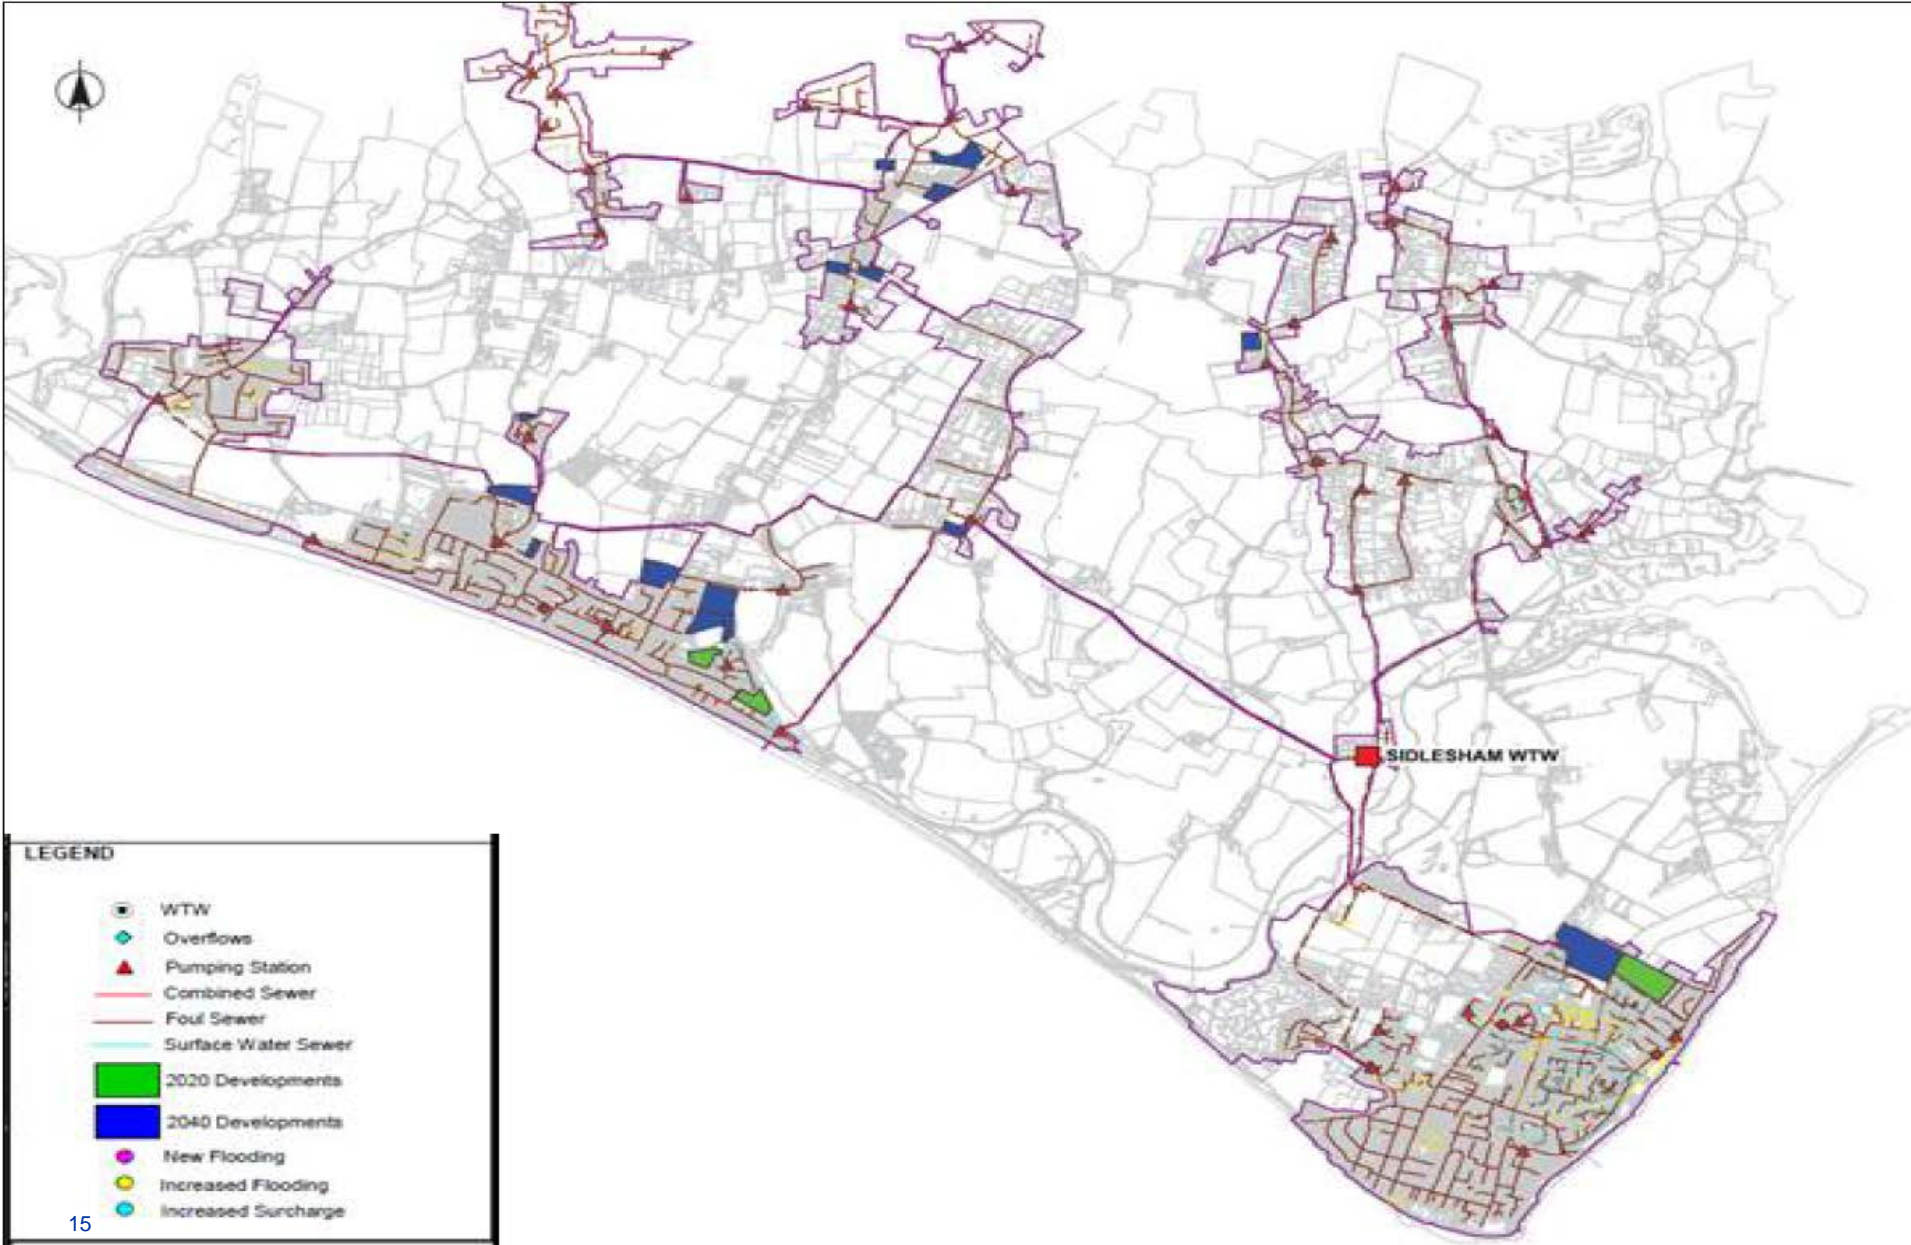 SIDLESHAM WTW
LEGEND
WTW
Overflows
Pumping Station
Combined Sewer
Foul Sewer
Surface Water Sewer
2020 Developments
2040 Developments
New Flooding
Increased Flooding
Increased Surcharge
15